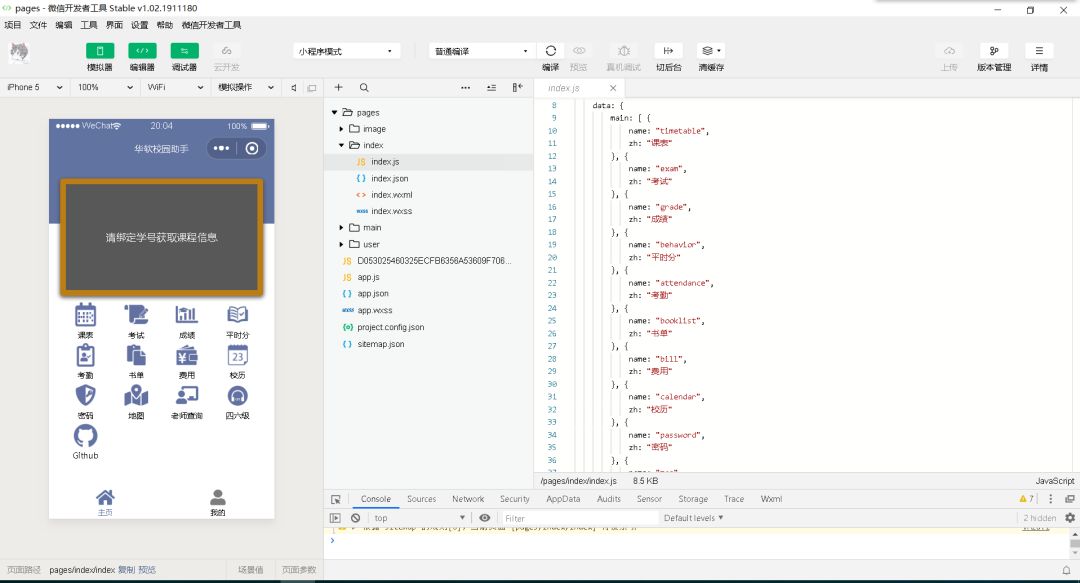 pages - 微信开发者工具 Stable v1.02.1911180
项目 文件 编辑 工具 界面 设置 帮助 微信开发者工具
模拟器 编辑器 调试器 云开发
小程序模式 普通编译
编译 预览 真机调试 切后台 清缓存
上传 版本管理 详情
iPhone 5 100% WiFi 模拟操作
WeChat 20:04 100%
华软校园助手
请绑定学号获取课程信息
课表 考试 成绩 平时分
考勤 书单 费用 校历
23
密码 地图 老师查询 四六级
Github
主页 我的
页面路径 pages/index/index 复制 预览 场景值 页面参数
pages
image
index
JS index.js
{ } index.json
< > index.wxml
wxss index.wxss
main
user
JS D053025460325ECFB6358A53609F706...
JS app.js
{ } app.json
wxss app.wxss
{o} project.config.json
{ } sitemap.json
index.js
8 data: {
9 main: [ {
10 name: "timetable",
11 zh: "课表"
12 }, {
13 name: "exam",
14 zh: "考试"
15 }, {
16 name: "grade",
17 zh: "成绩"
18 }, {
19 name: "behavior",
20 zh: "平时分"
21 }, {
22 name: "attendance",
23 zh: "考勤"
24 }, {
25 name: "booklist",
26 zh: "书单"
27 }, {
28 name: "bill",
29 zh: "费用"
30 }, {
31 name: "calendar",
32 zh: "校历"
33 }, {
34 name: "password",
35 zh: "密码"
36 }, {
/pages/index/index.js 8.5 KB JavaScript
Console Sources Network Security AppData Audits Sensor Storage Trace Wxml 7
top Filter Default levels 2 hidden